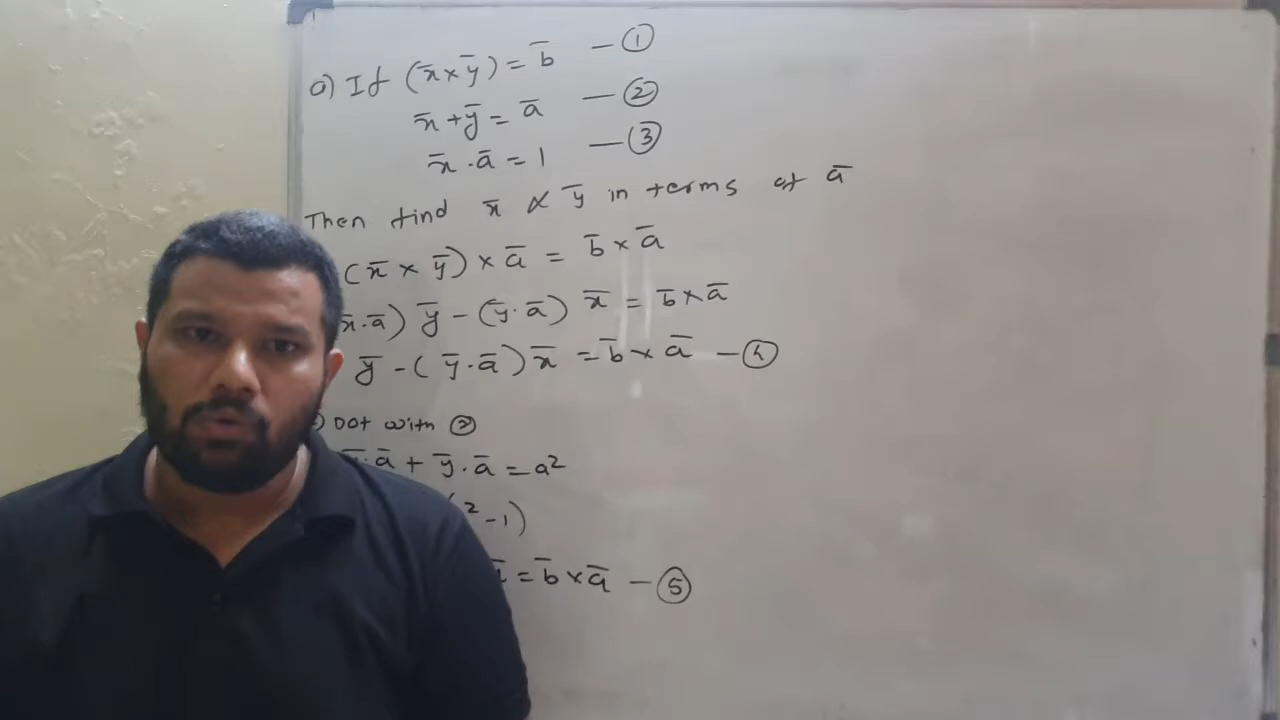 Q) If (x̄ × ȳ) = b̄ — ①
x̄ + ȳ = ā — ②
x̄ . ā = 1 — ③
Then find x̄ & ȳ in terms of ā
(x̄ × ȳ) × ā = b̄ × ā
x̄.ā) ȳ - (ȳ.ā) x̄ = b̄ × ā
ȳ - (ȳ.ā) x̄ = b̄ × ā — ④
) Dot with ②
.ā + ȳ.ā = a²
² - 1)
= b̄ × ā — ⑤